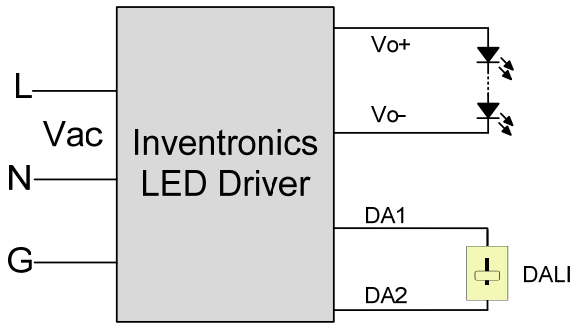 L
Vac
N
G
Inventronics
LED Driver
Vo+
Vo-
DA1
DA2
DALI